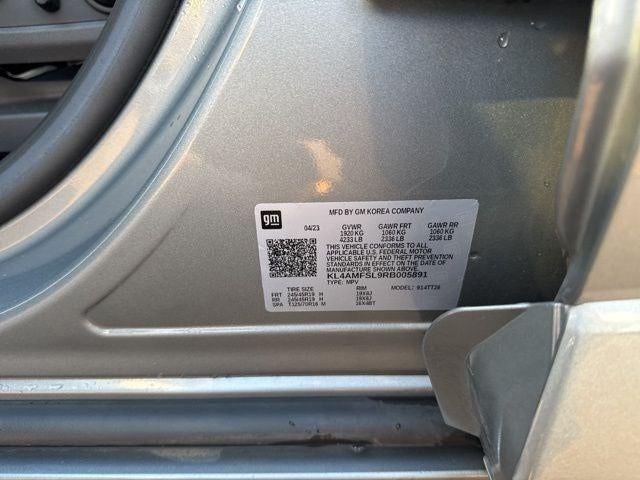 gm
MFD BY GM KOREA COMPANY
04/23 GVWR GAWR FRT GAWR RR
1920 KG 1060 KG 1060 KG
4233 LB 2336 LB 2336 LB
THIS VEHICLE CONFORMS TO ALL
APPLICABLE U.S. FEDERAL MOTOR
VEHICLE SAFETY AND THEFT PREVENTION
STANDARDS IN EFFECT ON THE DATE OF
MANUFACTURE SHOWN ABOVE.
KL4AMFSL9RB005891
TYPE: MPV
TIRE SIZE RIM MODEL:
FRT 245/45R19 H 19X8J
RR 245/45R19 H 19X8J
SPA T125/70R16 M 16X4BT